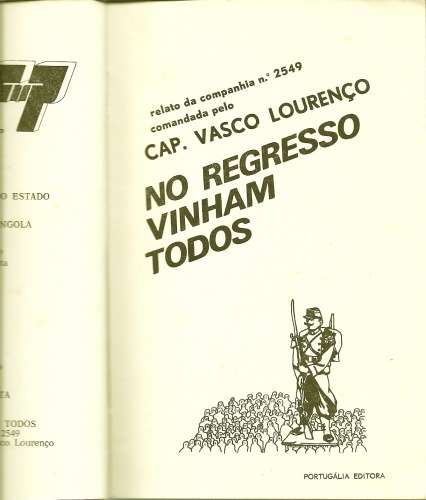 O ESTADO
NGOLA
TA
TODOS
2549
co Lourenço
relato da companhia n.º 2549
comandada pelo
CAP. VASCO LOURENÇO
NO REGRESSO
VINHAM
TODOS
PORTUGÁLIA EDITORA